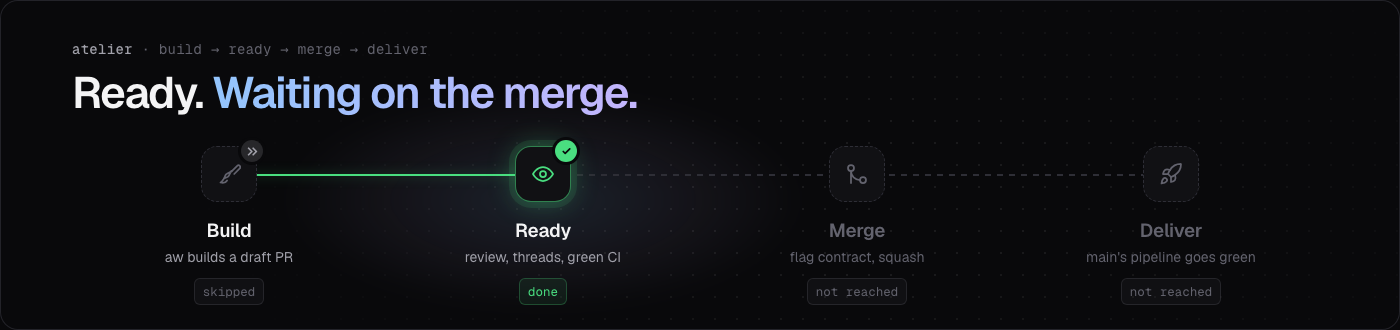 atelier · build → ready → merge → deliver
Ready. Waiting on the merge.
Build
aw builds a draft PR
skipped
Ready
review, threads, green CI
done
Merge
flag contract, squash
not reached
Deliver
main's pipeline goes green
not reached